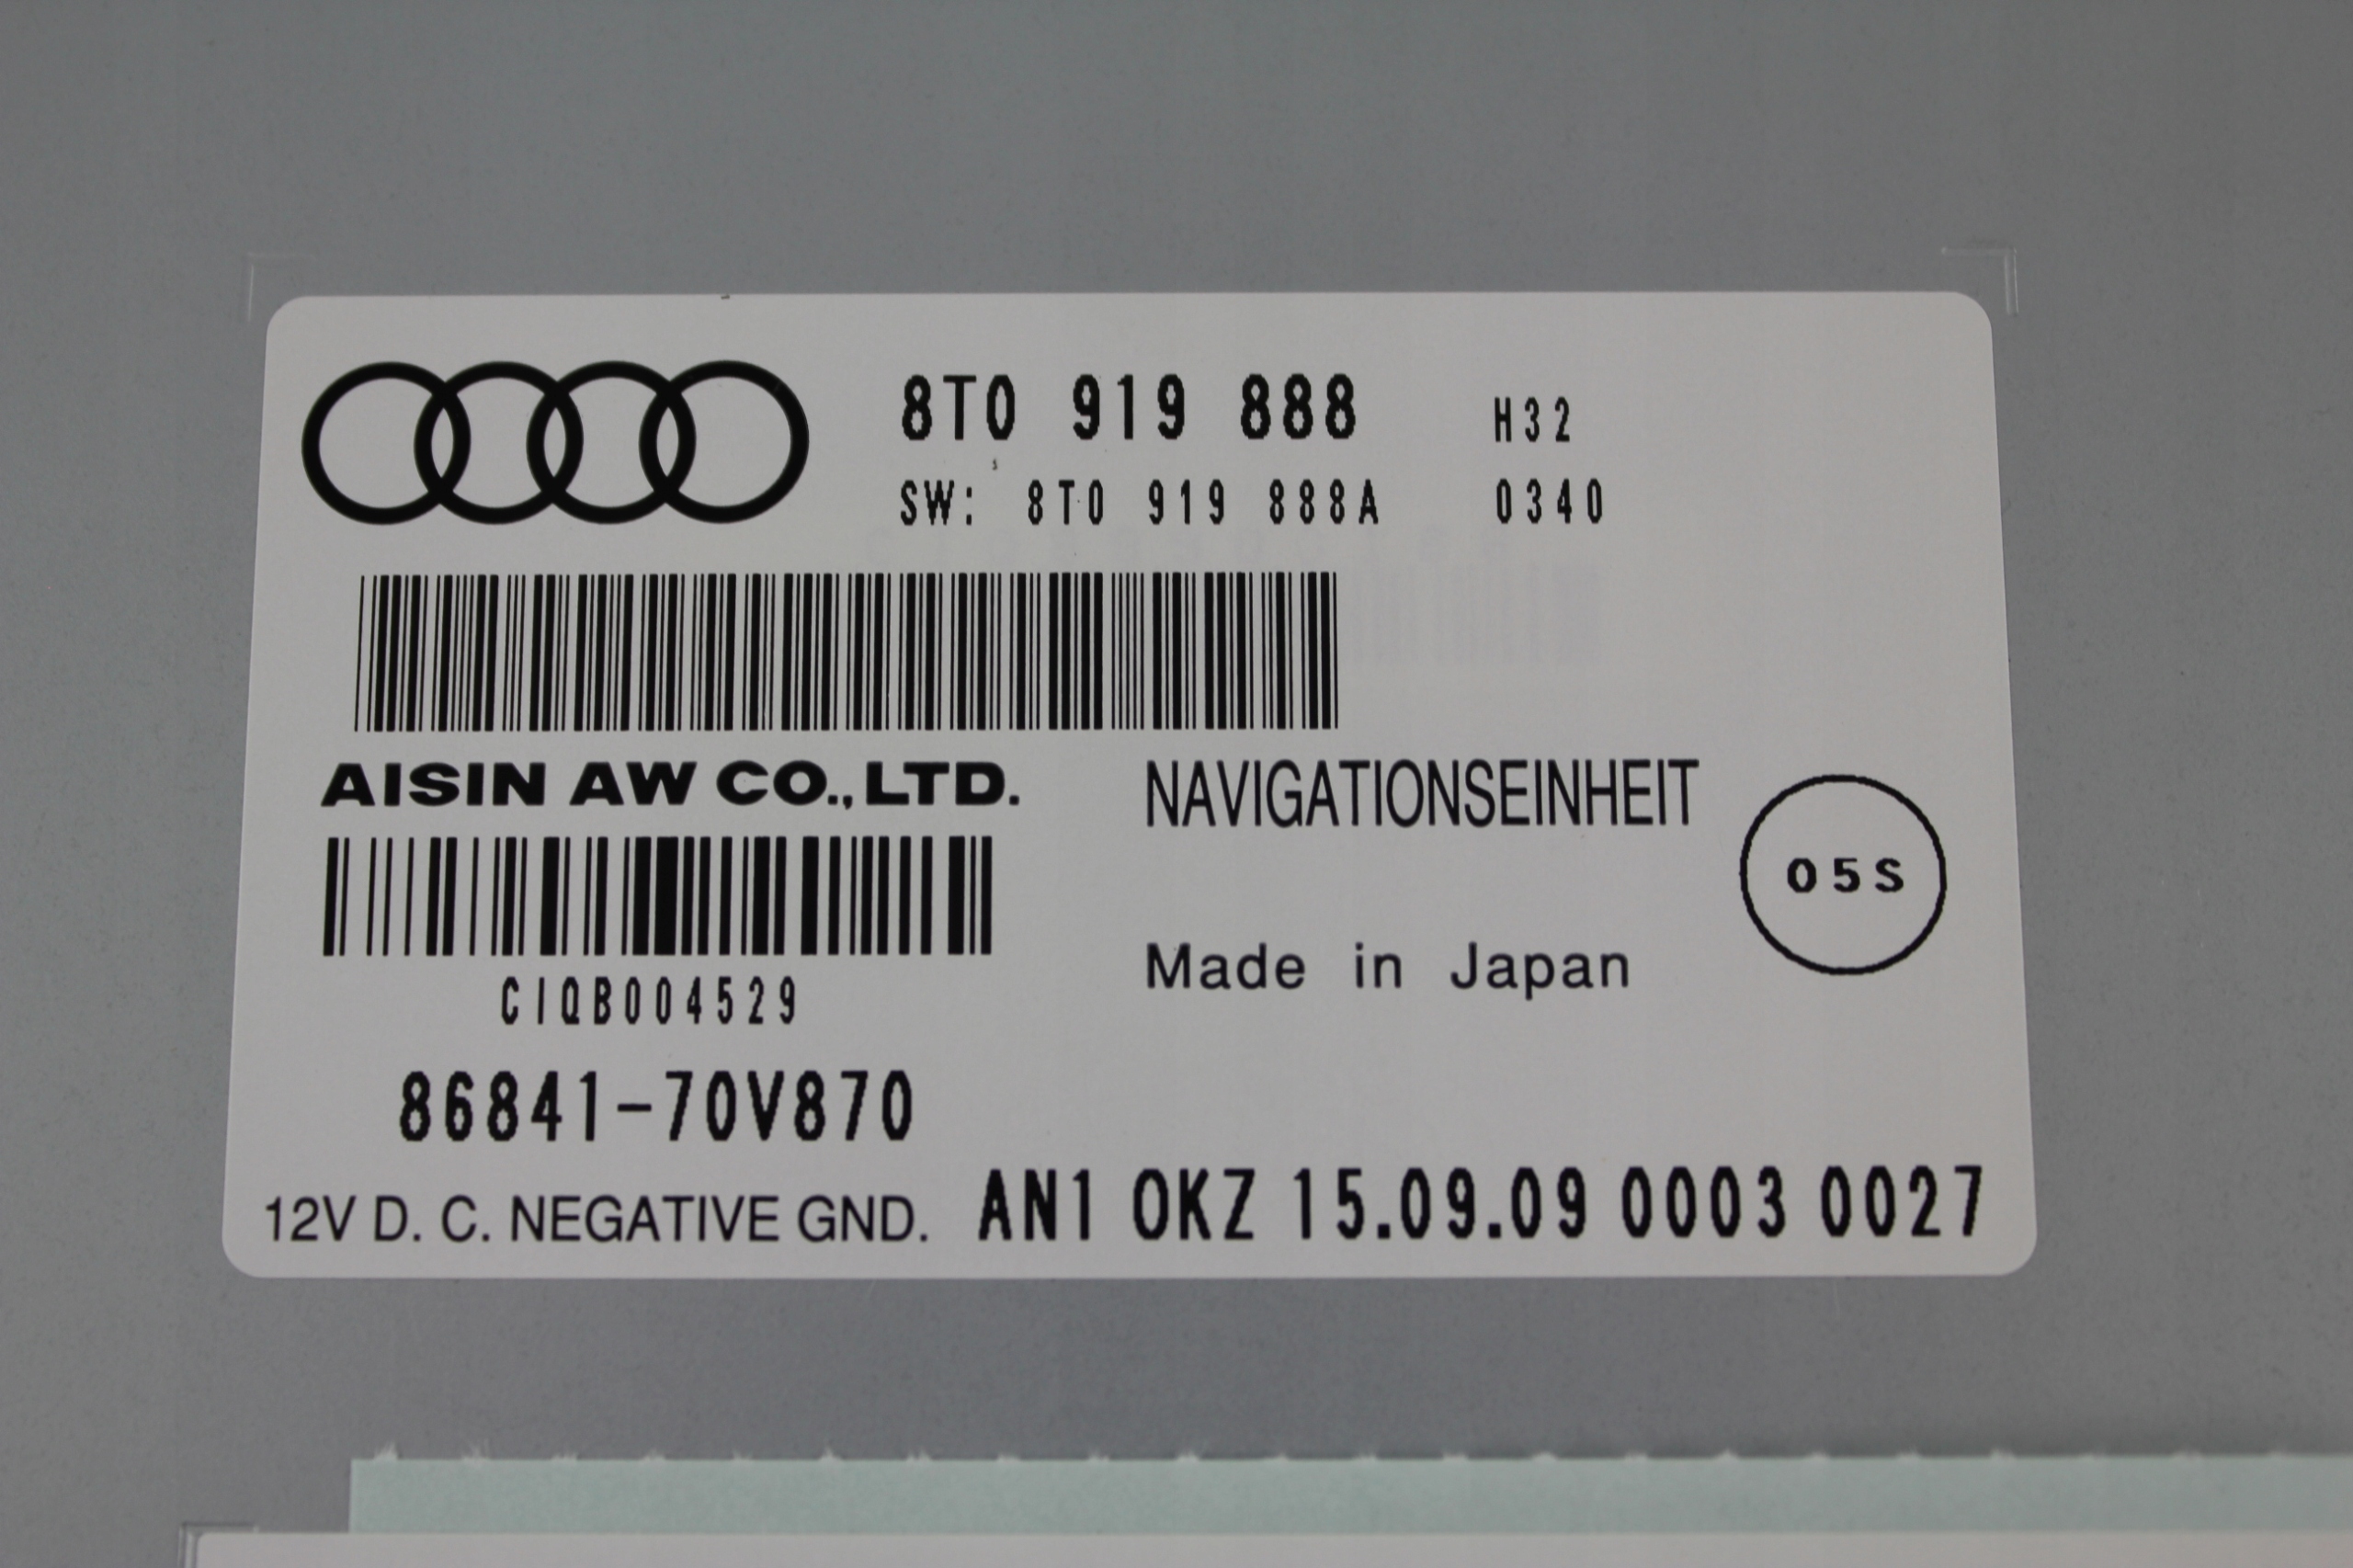 8T0 919 888 H32
SW: 8T0 919 888A 0340
AISIN AW CO.,LTD. NAVIGATIONSEINHEIT
05S
Made in Japan
CIQB004529
86841-70V870
12V D. C. NEGATIVE GND. AN1 0KZ 15.09.09 0003 0027